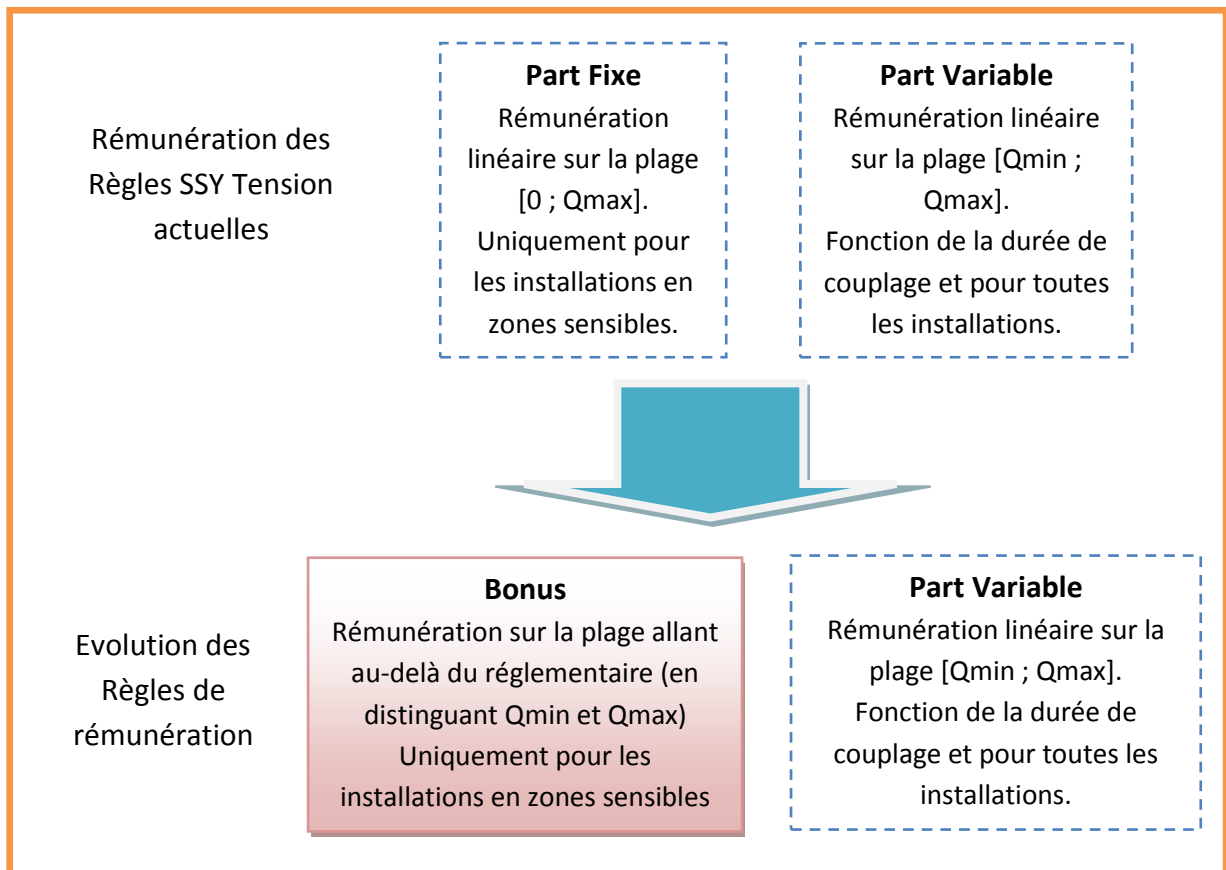 Rémunération des
Règles SSY Tension
actuelles
Part Fixe
Rémunération
linéaire sur la plage
[0 ; Qmax].
Uniquement pour
les installations en
zones sensibles.
Part Variable
Rémunération linéaire
sur la plage [Qmin ;
Qmax].
Fonction de la durée de
couplage et pour toutes
les installations.
Evolution des
Règles de
rémunération
Bonus
Rémunération sur la plage allant
au-delà du réglementaire (en
distinguant Qmin et Qmax)
Uniquement pour les
installations en zones sensibles
Part Variable
Rémunération linéaire sur la
plage [Qmin ; Qmax].
Fonction de la durée de
couplage et pour toutes les
installations.